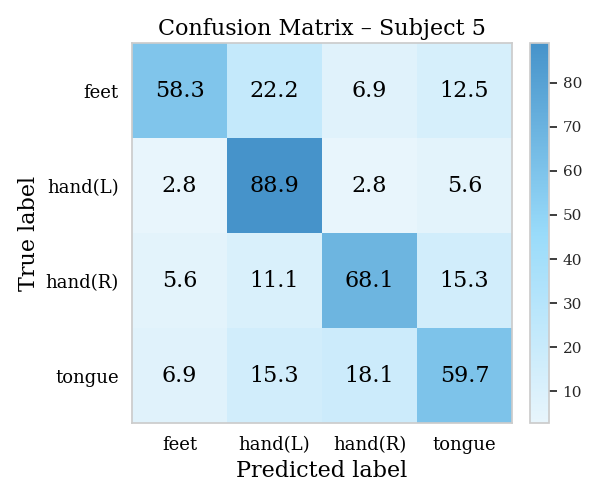 Confusion Matrix – Subject 5
True label
feet 58.3 22.2 6.9 12.5
hand(L) 2.8 88.9 2.8 5.6
hand(R) 5.6 11.1 68.1 15.3
tongue 6.9 15.3 18.1 59.7
feet hand(L) hand(R) tongue
Predicted label
80
70
60
50
40
30
20
10